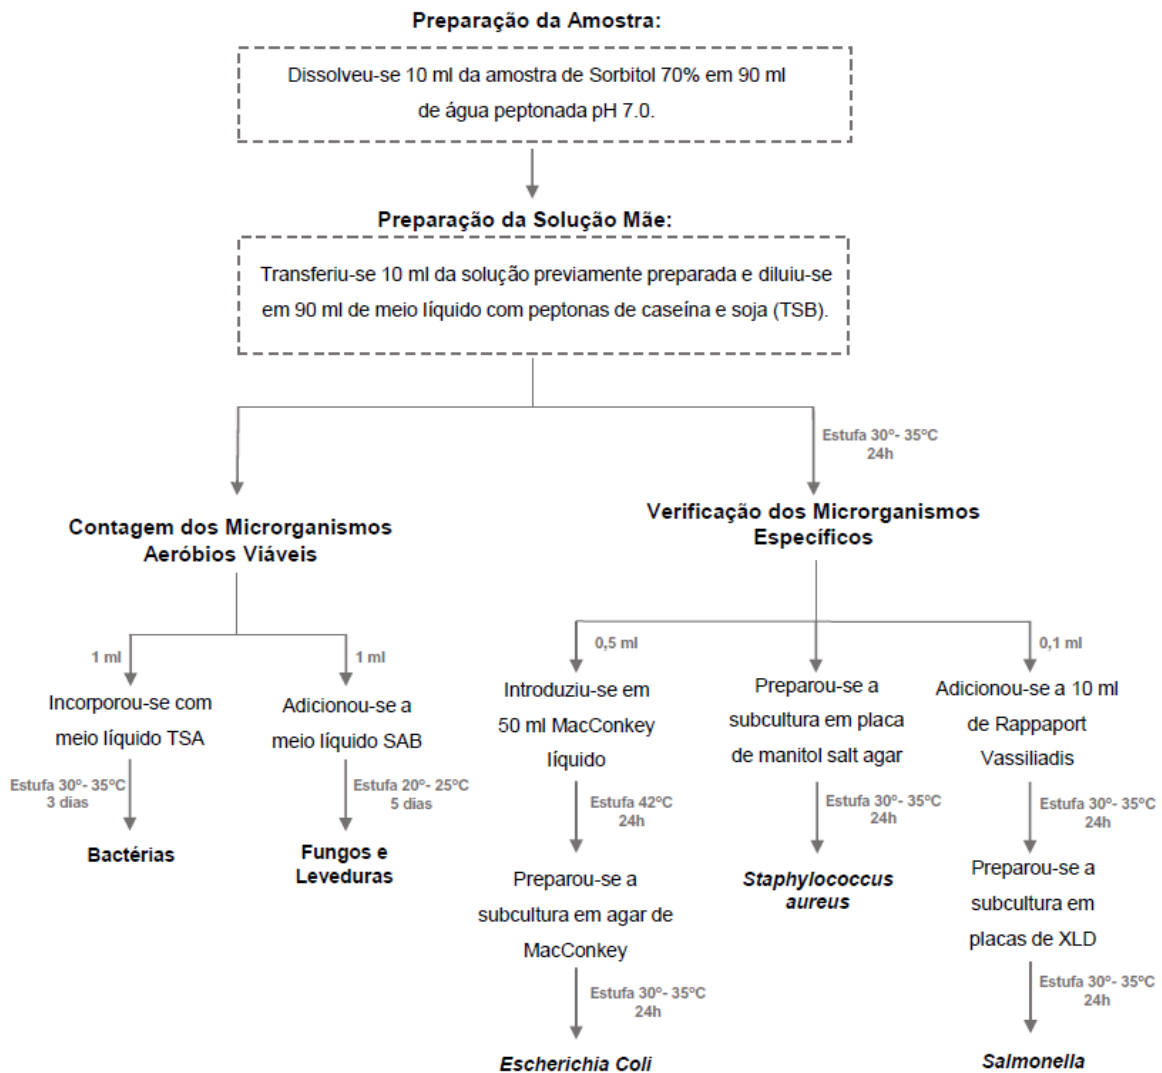 Preparação da Amostra:
Dissolveu-se 10 ml da amostra de Sorbitol 70% em 90 ml
de água peptonada pH 7.0.
Preparação da Solução Mãe:
Transferiu-se 10 ml da solução previamente preparada e diluiu-se
em 90 ml de meio líquido com peptonas de caseína e soja (TSB).
Estufa 30º- 35ºC
24h
Contagem dos Microrganismos
Aeróbios Viáveis
Verificação dos Microrganismos
Específicos
1 ml
Incorporou-se com
meio líquido TSA
Estufa 30º- 35ºC
3 dias
Bactérias
1 ml
Adicionou-se a
meio líquido SAB
Estufa 20º- 25ºC
5 dias
Fungos e
Leveduras
0,5 ml
Introduziu-se em
50 ml MacConkey
líquido
Estufa 42ºC
24h
Preparou-se a
subcultura em agar de
MacConkey
Estufa 30º- 35ºC
24h
Escherichia Coli
Preparou-se a
subcultura em placa
de manitol salt agar
Estufa 30º- 35ºC
24h
Staphylococcus
aureus
0,1 ml
Adicionou-se a 10 ml
de Rappaport
Vassiliadis
Estufa 30º- 35ºC
24h
Preparou-se a
subcultura em
placas de XLD
Estufa 30º- 35ºC
24h
Salmonella